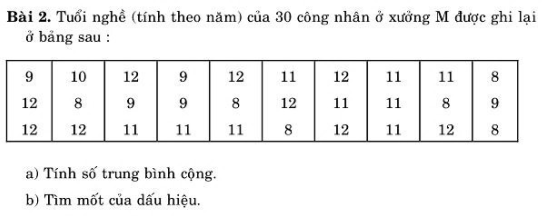 Bài 2. Tuổi nghề (tính theo năm) của 30 công nhân ở xưởng M được ghi lại
ở bảng sau :
9 10 12 9 12 11 12 11 11 8
12 8 9 9 8 12 11 11 8 9
12 12 11 11 11 8 12 11 12 8
a) Tính số trung bình cộng.
b) Tìm mốt của dấu hiệu.